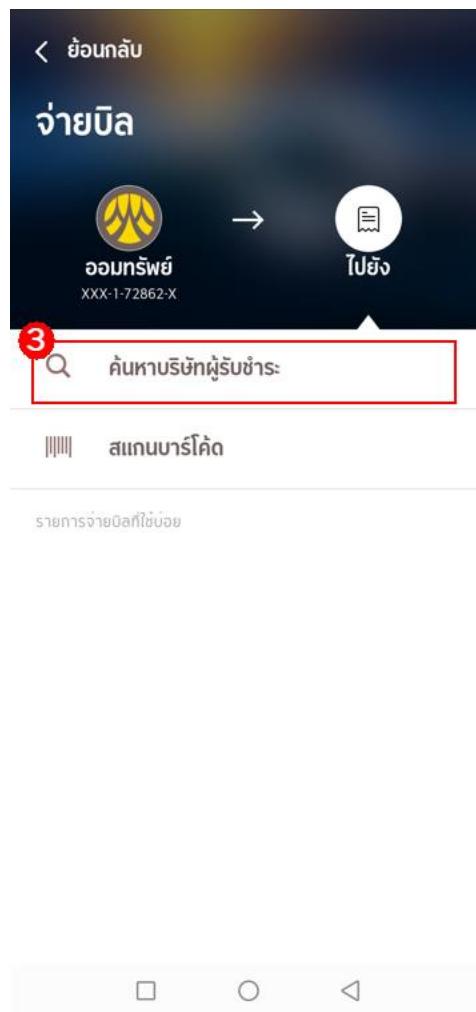 ย้อนกลับ
จ่ายบิล
ออมทรัพย์
XXX-1-72862-X
ไปยัง
3
ค้นหาบริษัทผู้รับชำระ
สแกนบาร์โค้ด
รายการจ่ายบิลที่ใช้บ่อย